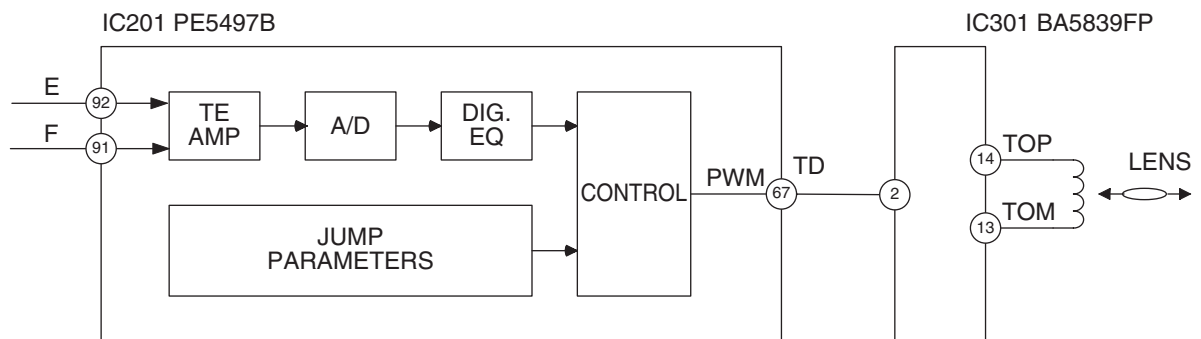 IC201 PE5497B
IC301 BA5839FP
E
92
TE
AMP
A/D
DIG.
EQ
F
91
CONTROL
PWM
67
TD
2
14
TOP
LENS
13
TOM
JUMP
PARAMETERS